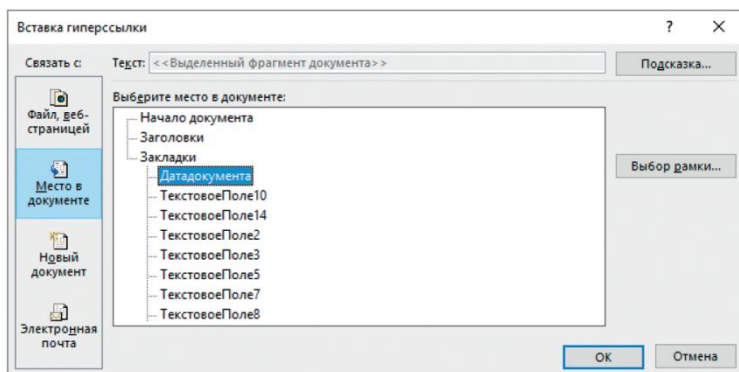 Вставка гиперссылки
?
X
Связать с:
Текст: <<Выделенный фрагмент документа>>
Подсказка...
Файл, веб-
страницей
Место в
документе
Новый
документ
Электронная
почта
Выберите место в документе:
Начало документа
Заголовки
Закладки
Датадокумента
ТекстовоеПоле10
ТекстовоеПоле14
ТекстовоеПоле2
ТекстовоеПоле3
ТекстовоеПоле5
ТекстовоеПоле7
ТекстовоеПоле8
Выбор рамки...
ОК
Отмена